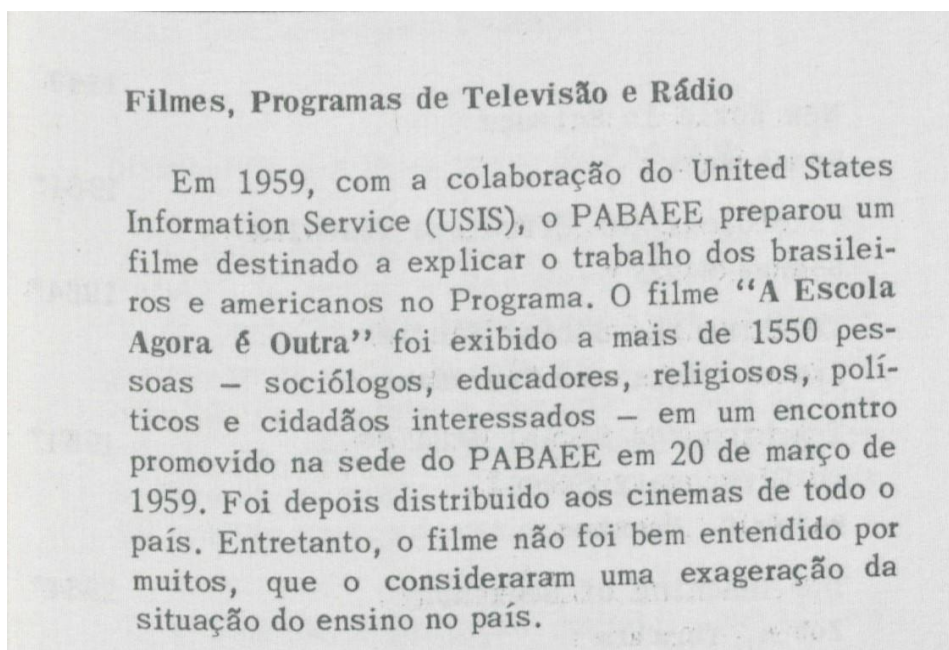 Filmes, Programas de Televisão e Rádio
Em 1959, com a colaboração do United States
Information Service (USIS), o PABAEE preparou um
filme destinado a explicar o trabalho dos brasilei-
ros e americanos no Programa. O filme “A Escola
Agora é Outra” foi exibido a mais de 1550 pes-
soas — sociólogos, educadores, religiosos, polí-
ticos e cidadãos interessados — em um encontro
promovido na sede do PABAEE em 20 de março de
1959. Foi depois distribuido aos cinemas de todo o
país. Entretanto, o filme não foi bem entendido por
muitos, que o consideraram uma exageração da
situação do ensino no país.